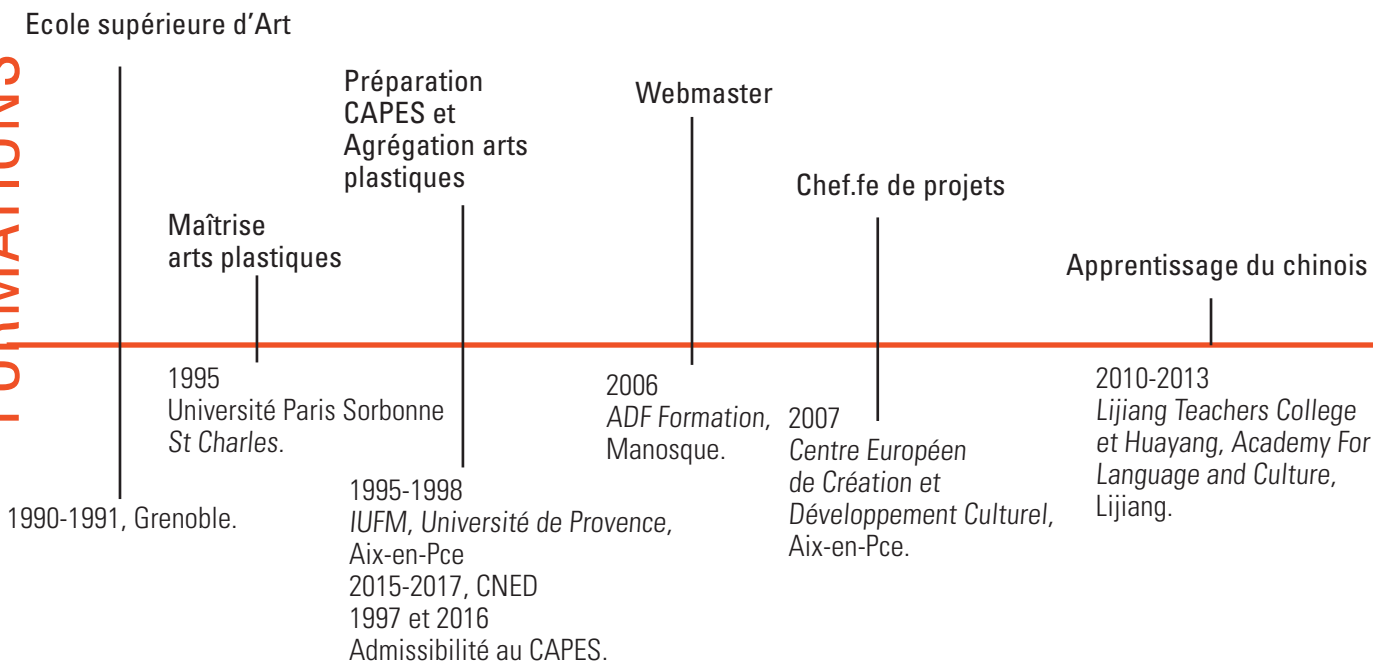 FORMATIONS
Ecole supérieure d’Art
1990-1991, Grenoble.
Maîtrise
arts plastiques
1995
Université Paris Sorbonne
St Charles.
Préparation
CAPES et
Agrégation arts
plastiques
1995-1998
IUFM, Université de Provence,
Aix-en-Pce
2015-2017, CNED
1997 et 2016
Admissibilité au CAPES.
Webmaster
2006
ADF Formation,
Manosque.
Chef.fe de projets
2007
Centre Européen
de Création et
Développement Culturel,
Aix-en-Pce.
Apprentissage du chinois
2010-2013
Lijiang Teachers College
et Huayang, Academy For
Language and Culture,
Lijiang.